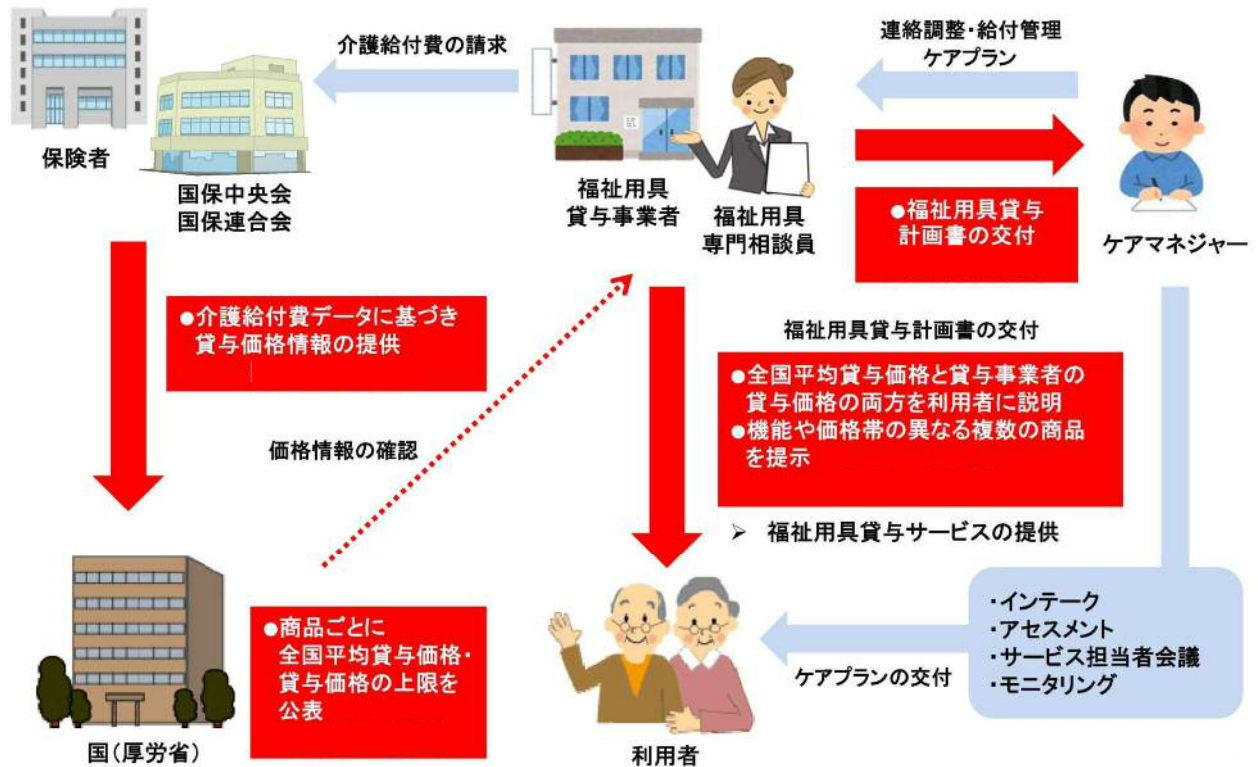 介護給付費の請求
連絡調整・給付管理
ケアプラン
保険者
国保中央会
国保連合会
福祉用具
貸与事業者
福祉用具
専門相談員
●福祉用具貸与
計画書の交付
ケアマネジャー
●介護給付費データに基づき
貸与価格情報の提供
福祉用具貸与計画書の交付
●全国平均貸与価格と貸与事業者の
貸与価格の両方を利用者に説明
●機能や価格帯の異なる複数の商品
を提示
価格情報の確認
➢ 福祉用具貸与サービスの提供
●商品ごとに
全国平均貸与価格・
貸与価格の上限を
公表
・インテーク
・アセスメント
・サービス担当者会議
・モニタリング
ケアプランの交付
国(厚労省)
利用者